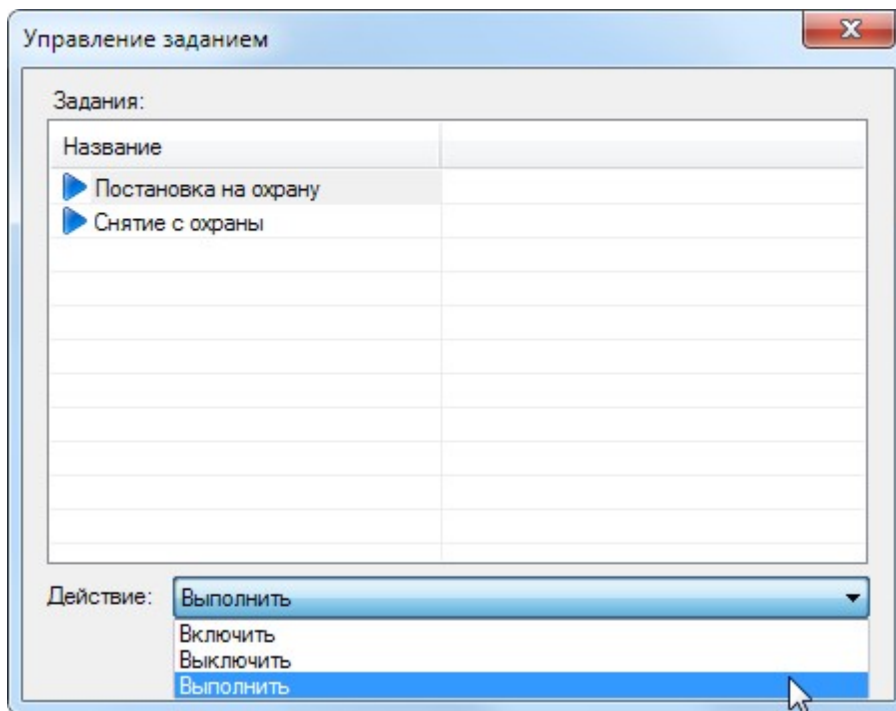 Управление заданием
Задания:
Название
Постановка на охрану
Снятие с охраны
Действие: Выполнить
Включить
Выключить
Выполнить